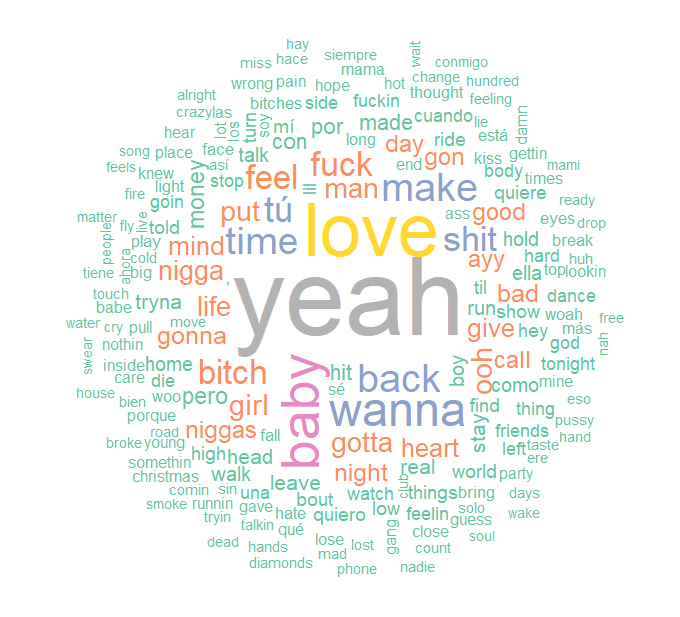 hay
miss hace siempre wait conmigo
mama
wrong pain hope hot change hundred
alright bitches side fuckin thought feeling
crazy las lot los turn soy mí por made cuando lie damn
hear face con long day ride está
song place talk fuck gon kiss gettin
feels knew así stop feel ill man end make body mami
fire light money put tú ass good quiere times ready
goin
matter fly live told mind time love shit hold eyes drop
people play hard break
cold nigga ayy ella huh
tiene ahora big , yeah til top lookin
touch tryna life bad dance
babe run show woah free
water cry pull move gonna give hey más nah
swear nothin god
inside home hit back boy ooh call tonight
care die bitch baby sé como mine
house bien woo pero wanna find thing eso
porque girl stay friends pussy
road niggas fall gotta heart left taste hand
broke young high head ere
somethin walk night real world party
christmas leave club things bring days
comin sin una bout watch
smoke runnin gave quiero low feelin solo wake
tryin hate guess
talkin qué gang close soul
dead hands lose lost count
mad
diamonds phone nadie